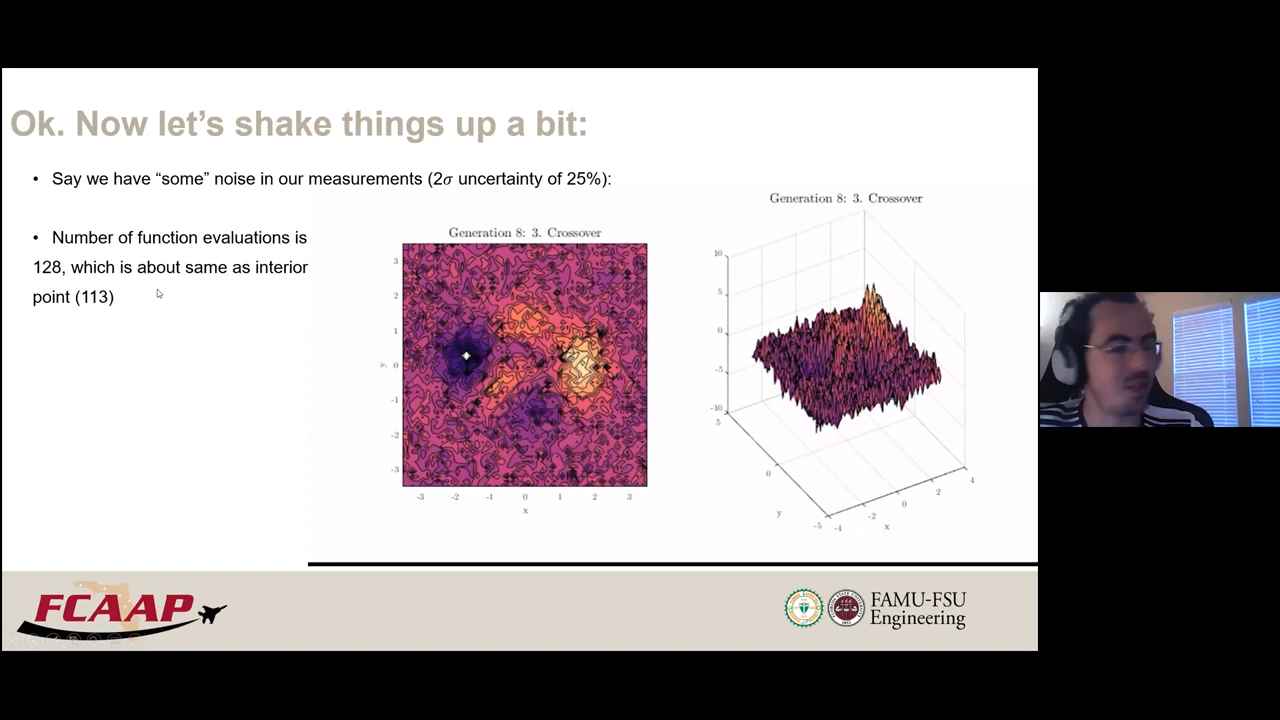 Ok. Now let's shake things up a bit:
• Say we have “some” noise in our measurements (2σ uncertainty of 25%):
• Number of function evaluations is
128, which is about same as interior
point (113)
Generation 8: 3. Crossover
3
2
1
0
-1
-2
-3
y
-3 -2 -1 0 1 2 3
x
Generation 8: 3. Crossover
10
5
0
-5
-10
5
0
-5
y
-4 -2 0 2 4
x
FCAAP
FAMU-FSU
Engineering